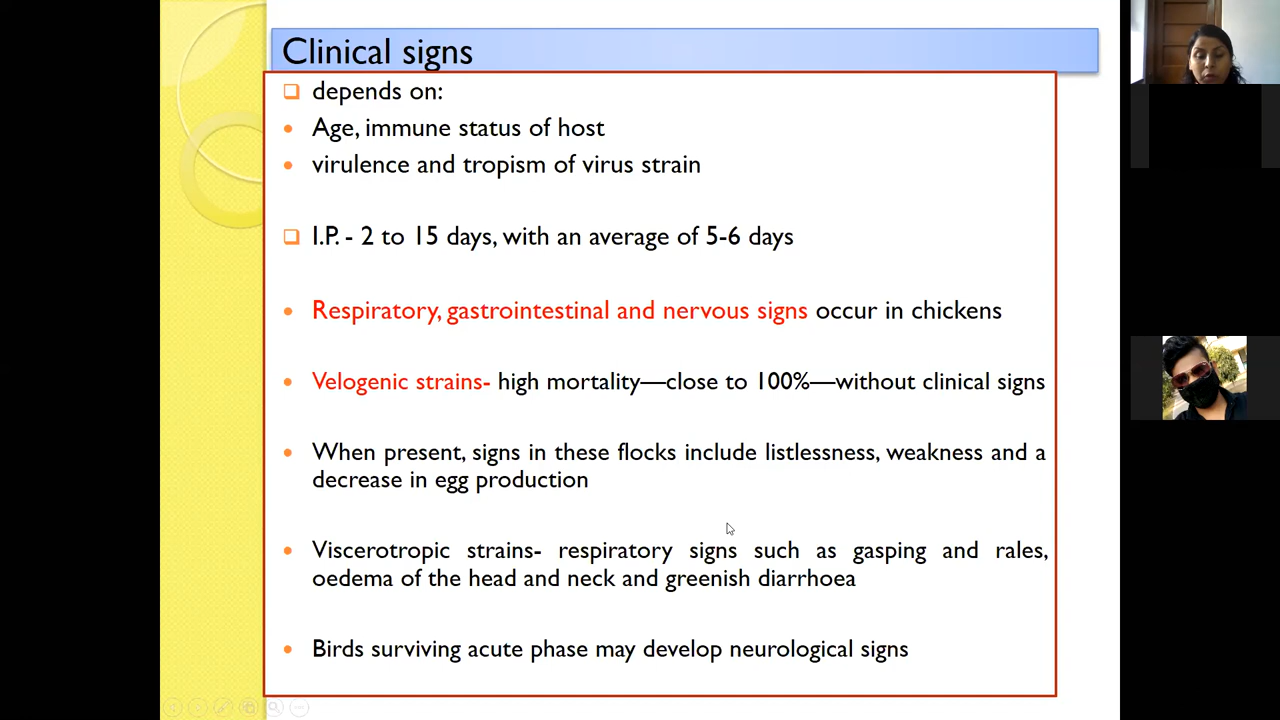 Clinical signs
depends on:
Age, immune status of host
virulence and tropism of virus strain
I.P. - 2 to 15 days, with an average of 5-6 days
Respiratory, gastrointestinal and nervous signs occur in chickens
Velogenic strains- high mortality—close to 100%—without clinical signs
When present, signs in these flocks include listlessness, weakness and a
decrease in egg production
Viscerotropic strains- respiratory signs such as gasping and rales,
oedema of the head and neck and greenish diarrhoea
Birds surviving acute phase may develop neurological signs